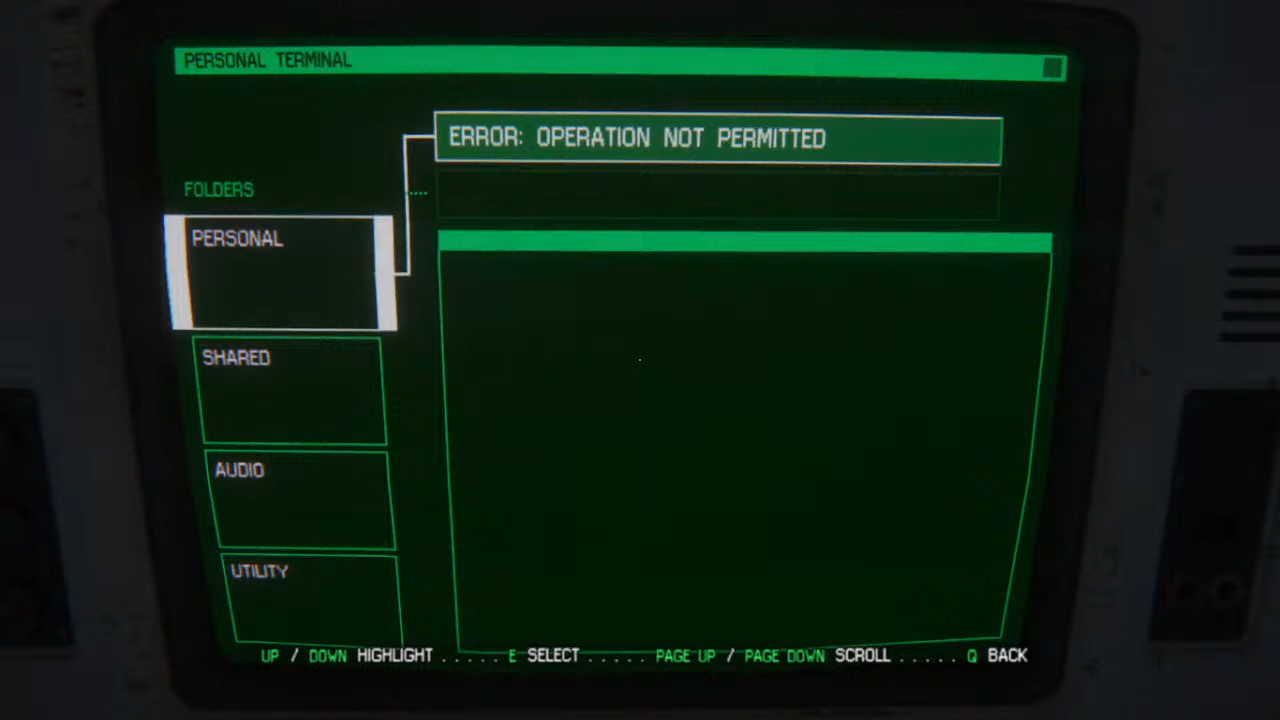 PERSONAL TERMINAL
ERROR: OPERATION NOT PERMITTED
FOLDERS
PERSONAL
SHARED
AUDIO
UTILITY
UP / DOWN HIGHLIGHT ..... E SELECT ..... PAGE UP / PAGE DOWN SCROLL ..... Q BACK